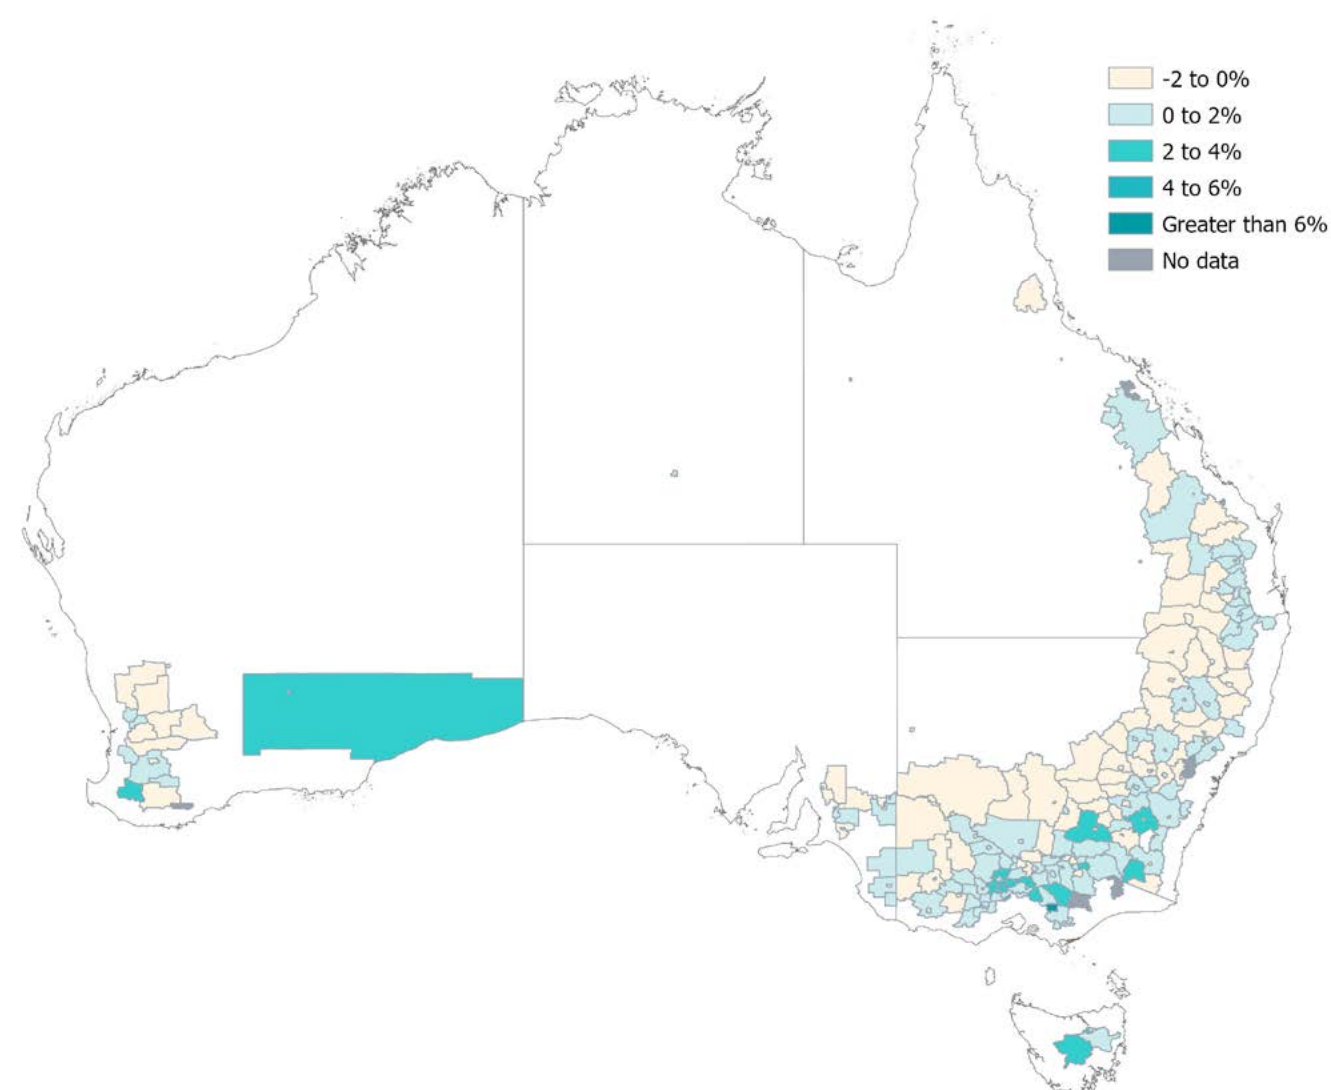 -2 to 0%
0 to 2%
2 to 4%
4 to 6%
Greater than 6%
No data